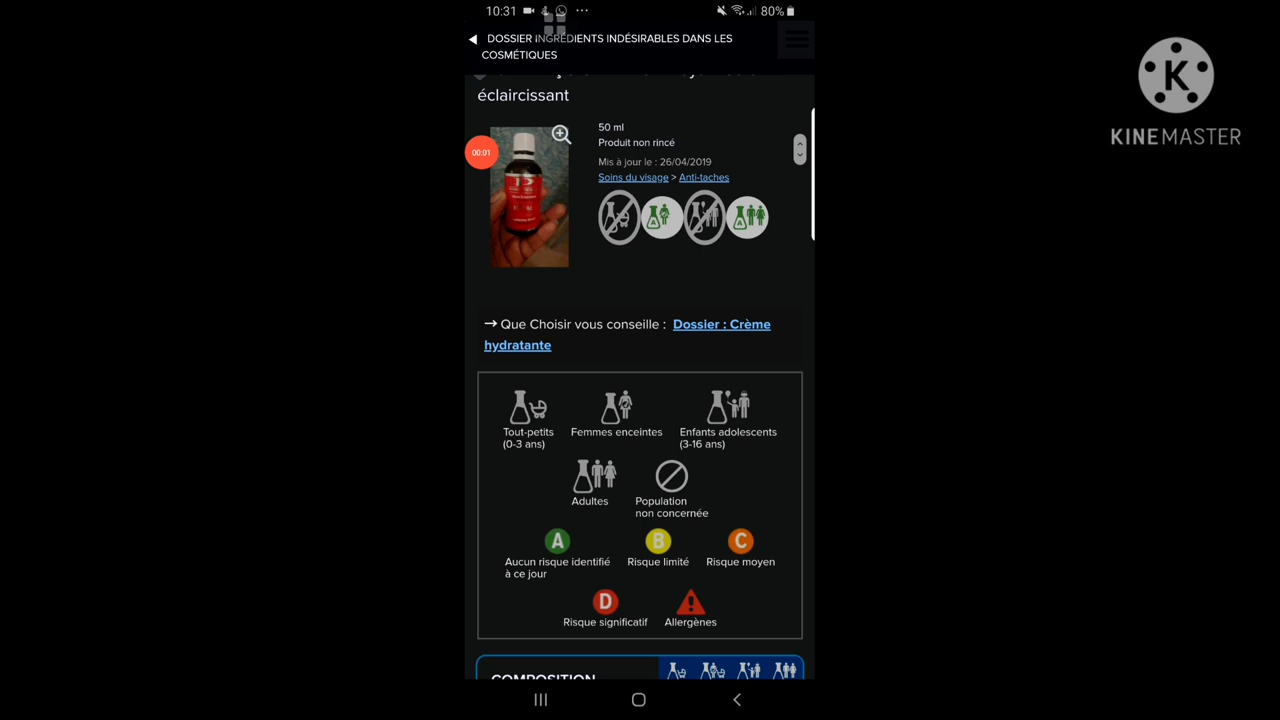 10:31
80%
DOSSIER INGRÉDIENTS INDÉSIRABLES DANS LES
COSMÉTIQUES
éclaircissant
K
KINEMASTER
00:01
50 ml
Produit non rincé
Mis à jour le : 26/04/2019
Soins du visage > Anti-taches
A A
→ Que Choisir vous conseille : Dossier : Crème
hydratante
Tout-petits
(0-3 ans)
Femmes enceintes
Enfants adolescents
(3-16 ans)
Adultes
Population
non concernée
A
Aucun risque identifié
à ce jour
B
Risque limité
C
Risque moyen
D
Risque significatif
Allergènes
COMPOSITION